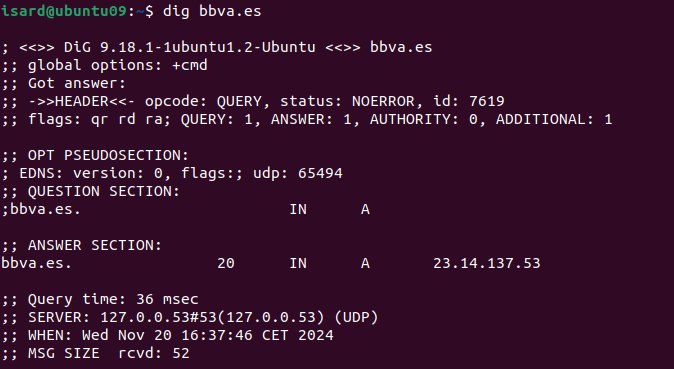 isard@ubuntu09:~$ dig bbva.es
; <<>> DiG 9.18.1-1ubuntu1.2-Ubuntu <<>> bbva.es
;; global options: +cmd
;; Got answer:
;; ->>HEADER<<- opcode: QUERY, status: NOERROR, id: 7619
;; flags: qr rd ra; QUERY: 1, ANSWER: 1, AUTHORITY: 0, ADDITIONAL: 1
;; OPT PSEUDOSECTION:
; EDNS: version: 0, flags:; udp: 65494
;; QUESTION SECTION:
;bbva.es. IN A
;; ANSWER SECTION:
bbva.es. 20 IN A 23.14.137.53
;; Query time: 36 msec
;; SERVER: 127.0.0.53#53(127.0.0.53) (UDP)
;; WHEN: Wed Nov 20 16:37:46 CET 2024
;; MSG SIZE  rcvd: 52